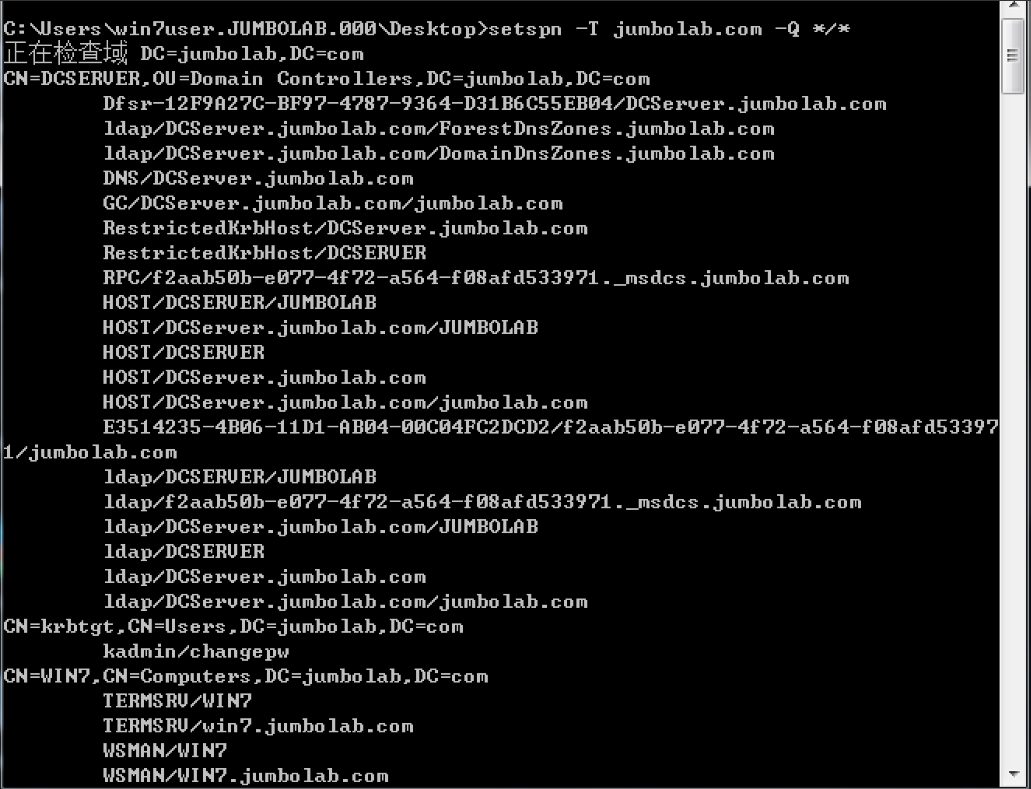 C:\Users\win7user.JUMBOLAB.000\Desktop>setspn -T jumbolab.com -Q */*
正在检查域 DC=jumbolab,DC=com
CN=DCSERVER,OU=Domain Controllers,DC=jumbolab,DC=com
Dfsr-12F9A27C-BF97-4787-9364-D31B6C55EB04/DCServer.jumbolab.com
ldap/DCServer.jumbolab.com/ForestDnsZones.jumbolab.com
ldap/DCServer.jumbolab.com/DomainDnsZones.jumbolab.com
DNS/DCServer.jumbolab.com
GC/DCServer.jumbolab.com/jumbolab.com
RestrictedKrbHost/DCServer.jumbolab.com
RestrictedKrbHost/DCSERVER
RPC/f2aab50b-e077-4f72-a564-f08afd533971._msdcs.jumbolab.com
HOST/DCSERVER/JUMBOLAB
HOST/DCServer.jumbolab.com/JUMBOLAB
HOST/DCSERVER
HOST/DCServer.jumbolab.com
HOST/DCServer.jumbolab.com/jumbolab.com
E3514235-4B06-11D1-AB04-00C04FC2DCD2/f2aab50b-e077-4f72-a564-f08afd53397
1/jumbolab.com
ldap/DCSERVER/JUMBOLAB
ldap/f2aab50b-e077-4f72-a564-f08afd533971._msdcs.jumbolab.com
ldap/DCServer.jumbolab.com/JUMBOLAB
ldap/DCSERVER
ldap/DCServer.jumbolab.com
ldap/DCServer.jumbolab.com/jumbolab.com
CN=krbtgt,CN=Users,DC=jumbolab,DC=com
kadmin/changepw
CN=WIN7,CN=Computers,DC=jumbolab,DC=com
TERMSRV/WIN7
TERMSRV/win7.jumbolab.com
WSMAN/WIN7
WSMAN/WIN7.jumbolab.com